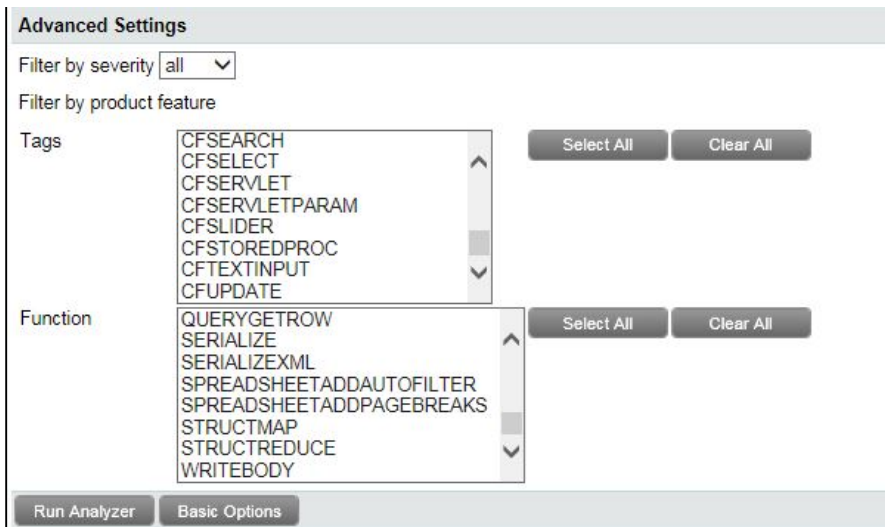 Advanced Settings
Filter by severity all
Filter by product feature
Tags
CFSEARCH
CFSELECT
CFSERVLET
CFSERVLETPARAM
CFSLIDER
CFSTOREDPROC
CFTEXTINPUT
CFUPDATE
Select All Clear All
Function
QUERYGETROW
SERIALIZE
SERIALIZEXML
SPREADSHEETADDAUTOFILTER
SPREADSHEETADDPAGEBREAKS
STRUCTMAP
STRUCTREDUCE
WRITEBODY
Select All Clear All
Run Analyzer Basic Options